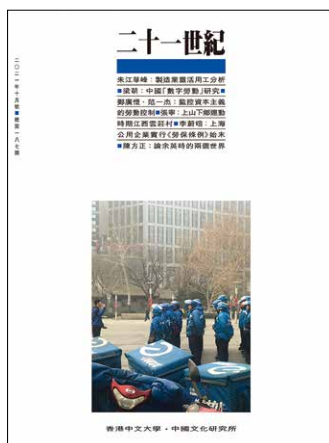 二十一世紀
朱江華峰：製造業靈活用工分析
■梁萌：中國「數字勞動」研究■
鄭廣懷、范一杰：監控資本主義
的勞動控制■張寧：上山下鄉運動
時期江西雲莊村■李蔚暄：上海
公用企業實行《勞保條例》始末
■陳方正：論余英時的兩個世界
二〇二一年十月號■總第一八七期
香港中文大學・中國文化研究所